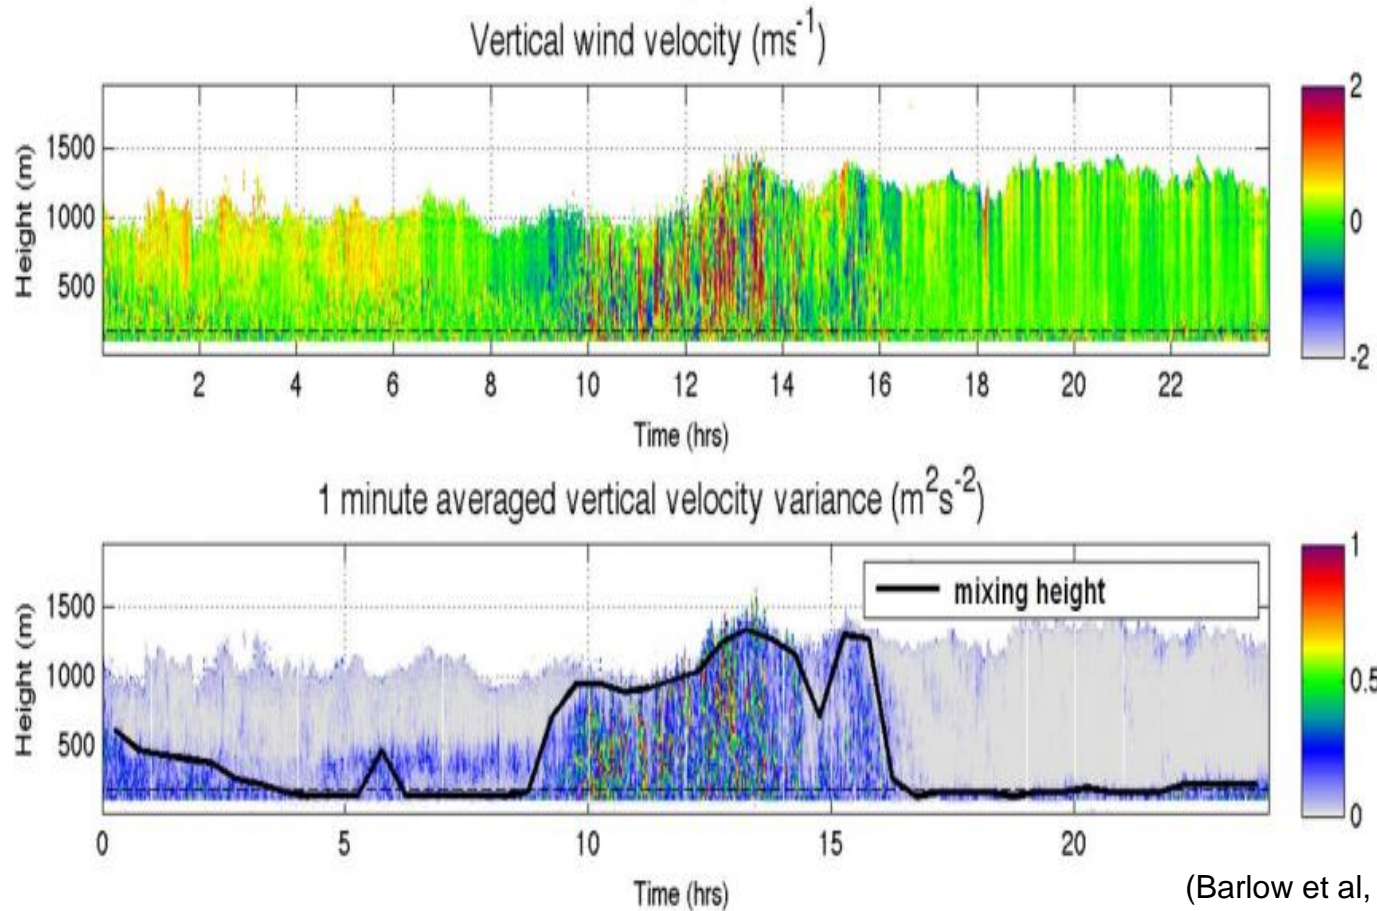 Vertical wind velocity (ms-1)
Height (m)
1500
1000
500
2 4 6 8 10 12 14 16 18 20 22
Time (hrs)
2
0
-2
1 minute averaged vertical velocity variance (m2s-2)
Height (m)
1500
1000
500
mixing height
0 5 10 15 20
Time (hrs)
1
0.5
0
(Barlow et al,